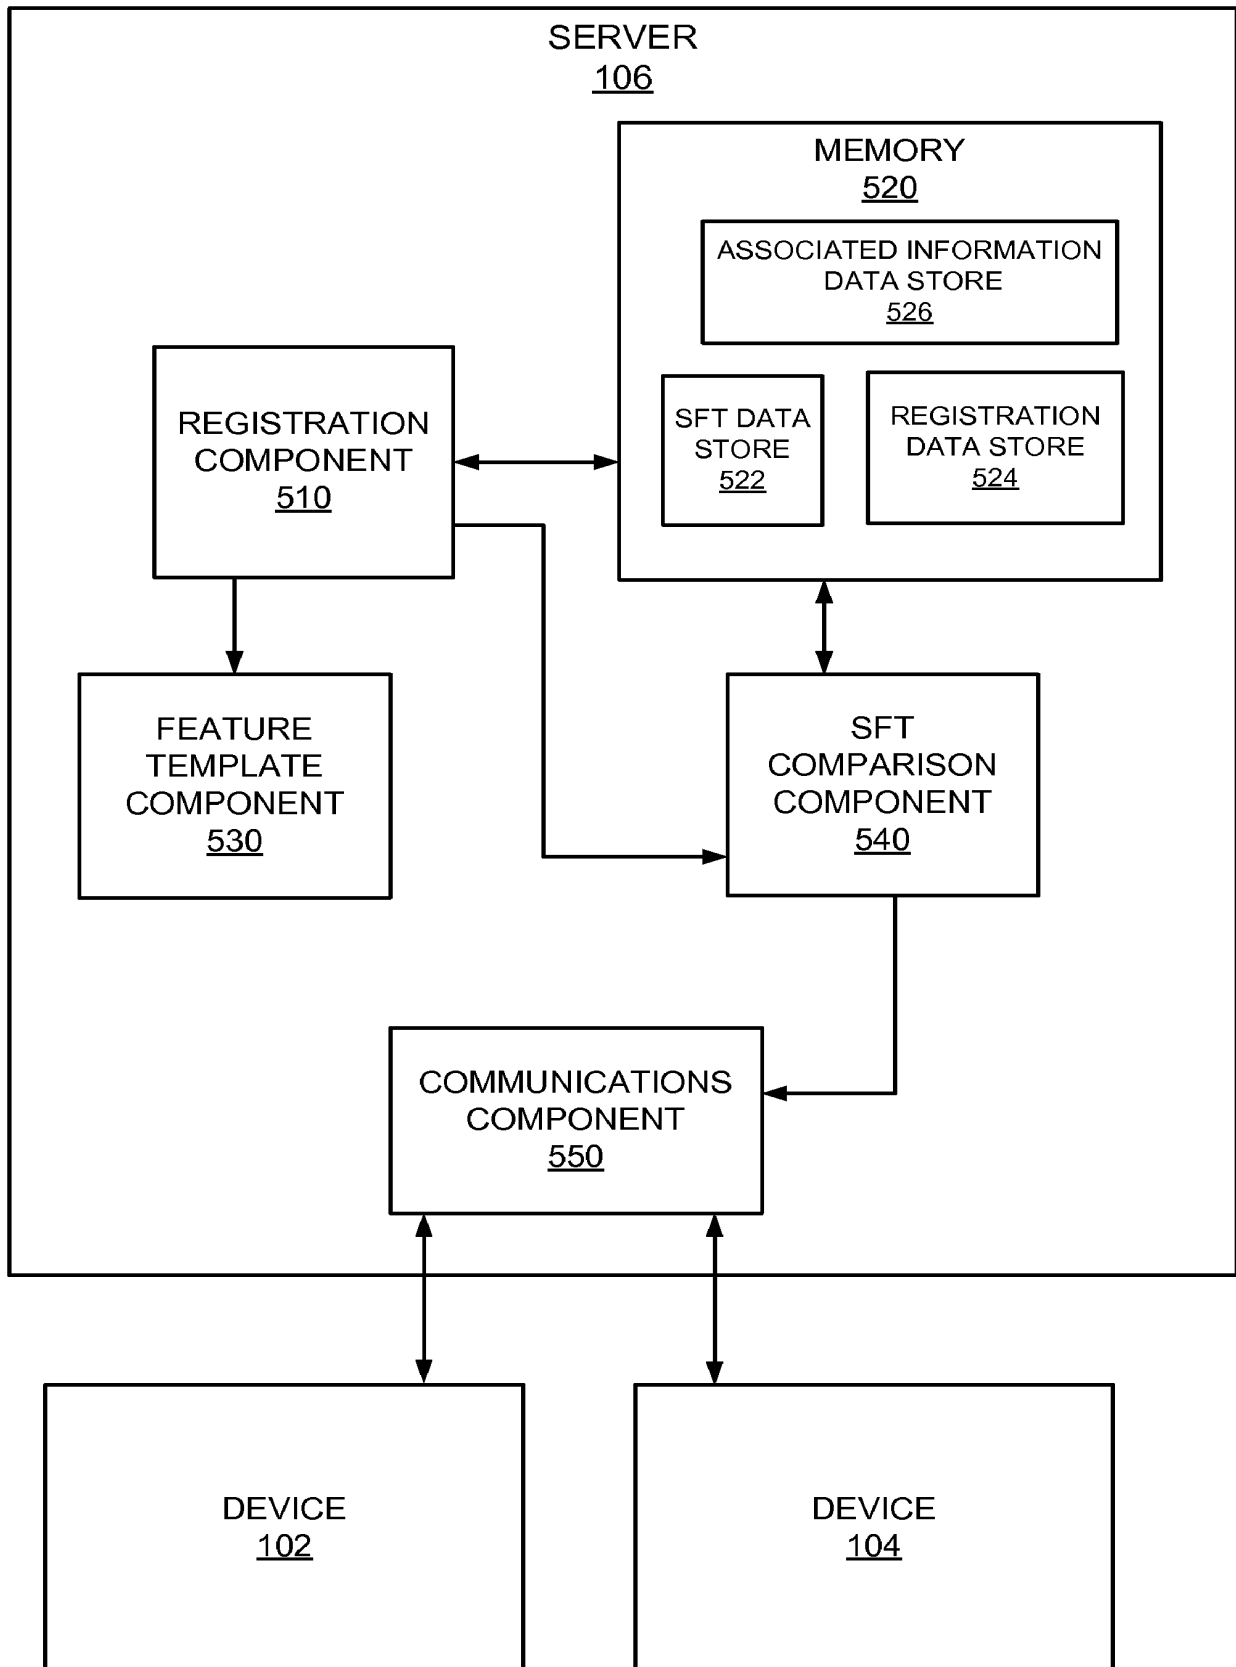 SERVER
106
MEMORY
520
ASSOCIATED INFORMATION
DATA STORE
526
REGISTRATION
COMPONENT
510
SFT DATA
STORE
522
REGISTRATION
DATA STORE
524
FEATURE
TEMPLATE
COMPONENT
530
SFT
COMPARISON
COMPONENT
540
COMMUNICATIONS
COMPONENT
550
DEVICE
102
DEVICE
104